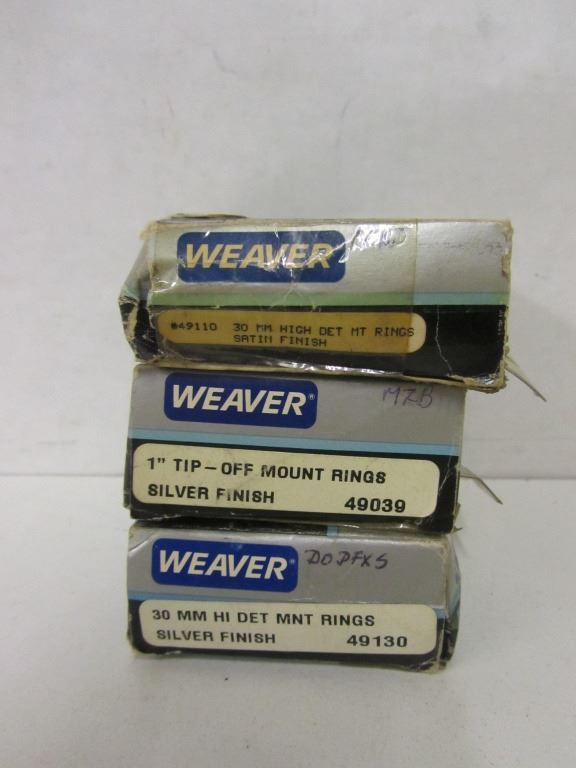 WEAVER
#49110 30 MM HIGH DET MT RINGS
SATIN FINISH
WEAVER®
MZB
1" TIP-OFF MOUNT RINGS
SILVER FINISH 49039
WEAVER®
30 MM HI DET MNT RINGS
SILVER FINISH 49130